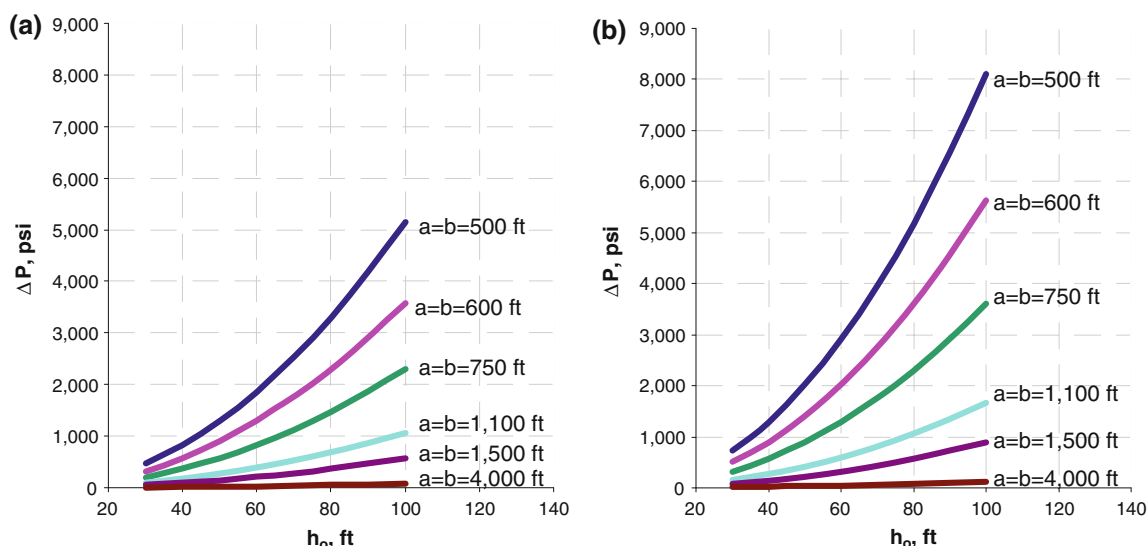 (a)
9,000
8,000
7,000
6,000
5,000
4,000
3,000
2,000
1,000
0
20 40 60 80 100 120 140
Δ P, psi
h₀, ft
a=b=500 ft
a=b=600 ft
a=b=750 ft
a=b=1,100 ft
a=b=1,500 ft
a=b=4,000 ft
(b)
9,000
8,000
7,000
6,000
5,000
4,000
3,000
2,000
1,000
0
20 40 60 80 100 120 140
Δ P, psi
h₀, ft
a=b=500 ft
a=b=600 ft
a=b=750 ft
a=b=1,100 ft
a=b=1,500 ft
a=b=4,000 ft